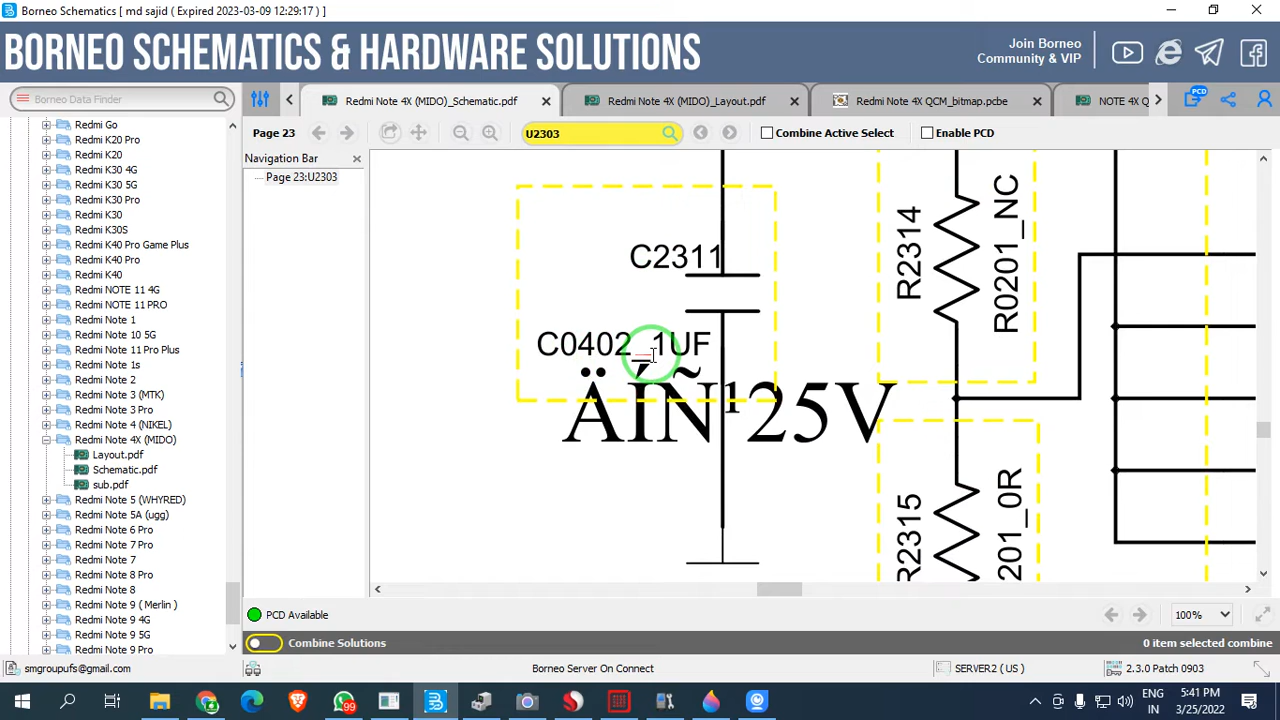 Borneo Schematics [ md sajid ( Expired 2023-03-09 12:29:17 ) ]
BORNEO SCHEMATICS & HARDWARE SOLUTIONS
Join Borneo
Community & VIP
Borneo Data Finder
Redmi Note 4X (MIDO)_Schematic.pdf
Redmi Note 4X (MIDO)_Layout.pdf
Redmi Note 4X QCM_bitmap.pcbe
NOTE 4X Q
PCD
Page 23
U2303
Combine Active Select
Enable PCD
Navigation Bar
Page 23:U2303
Redmi Go
Redmi K20 Pro
Redmi K20
Redmi K30 4G
Redmi K30 5G
Redmi K30 Pro
Redmi K30
Redmi K30S
Redmi K40 Pro Game Plus
Redmi K40 Pro
Redmi K40
Redmi NOTE 11 4G
Redmi NOTE 11 PRO
Redmi Note 1
Redmi Note 10 5G
Redmi Note 11 Pro Plus
Redmi Note 1s
Redmi Note 2
Redmi Note 3 (MTK)
Redmi Note 3 Pro
Redmi Note 4 (NIKEL)
Redmi Note 4X (MIDO)
Layout.pdf
Schematic.pdf
sub.pdf
Redmi Note 5 (WHYRED)
Redmi Note 5A (ugg)
Redmi Note 6 Pro
Redmi Note 7 Pro
Redmi Note 7
Redmi Note 8 Pro
Redmi Note 8
Redmi Note 9 ( Merlin )
Redmi Note 9 4G
Redmi Note 9 5G
Redmi Note 9 Pro
C2311
C0402_1UF
ÄÍÑ¹25V
R2314
R0201_NC
R2315
201_0R
PCD Available
100%
Combine Solutions
0 item selected combine
smgroupufs@gmail.com
Borneo Server On Connect
SERVER2 ( US )
2.3.0 Patch 0903
99
ENG
IN
5:41 PM
3/25/2022